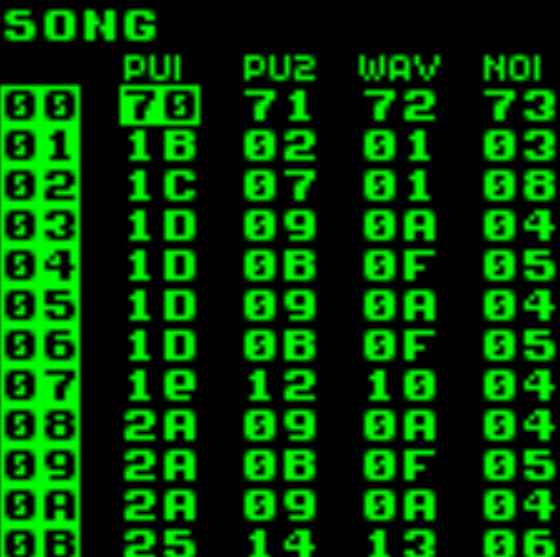 SONG
PU1 PU2 WAV NOI
00 70 71 72 73
01 1B 02 01 03
02 1C 07 01 08
03 1D 09 0A 04
04 1D 0B 0F 05
05 1D 09 0A 04
06 1D 0B 0F 05
07 1e 12 10 04
08 2A 09 0A 04
09 2A 0B 0F 05
0A 2A 09 0A 04
0B 25 14 13 06